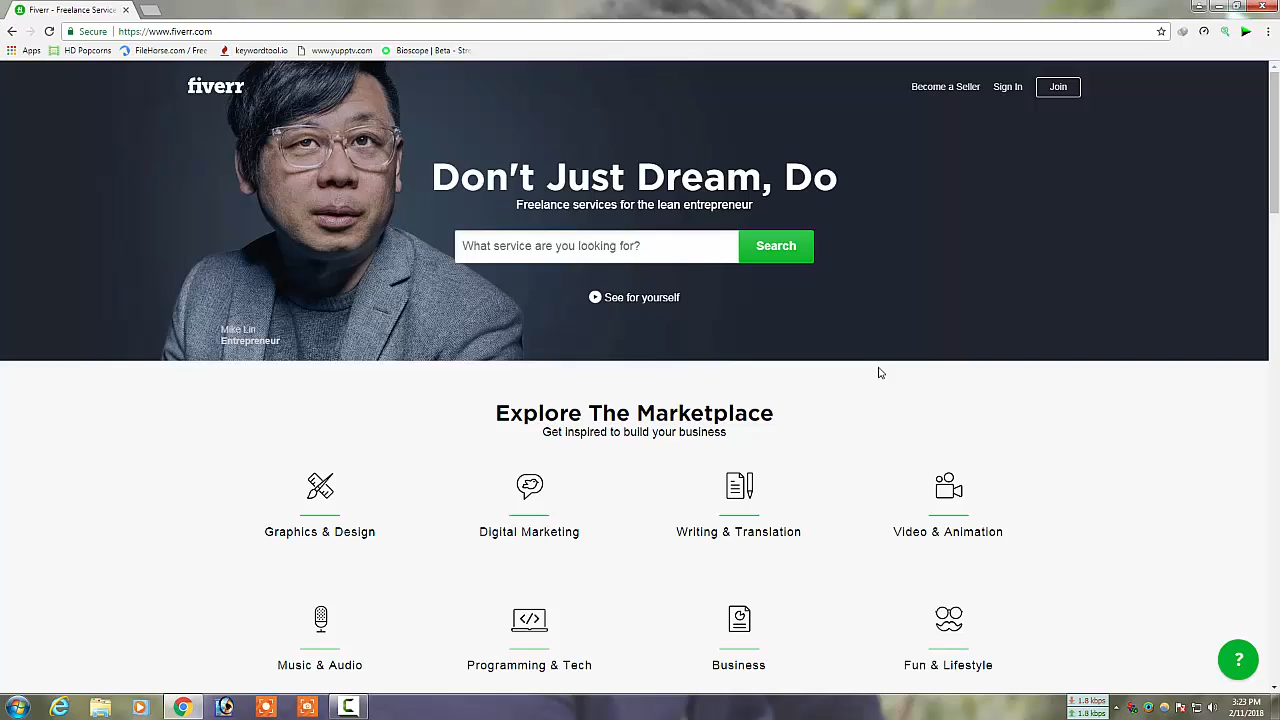 Fiverr - Freelance Service
Secure
https://www.fiverr.com
Apps
HD Popcorns
FileHorse.com / Free
keywordtool.io
www.yupptv.com
Bioscope | Beta - Stre
fiverr
Become a Seller
Sign In
Join
Don't Just Dream, Do
Freelance services for the lean entrepreneur
What service are you looking for?
Search
See for yourself
Mike Lin
Entrepreneur
Explore The Marketplace
Get inspired to build your business
Graphics & Design
Digital Marketing
Writing & Translation
Video & Animation
Music & Audio
Programming & Tech
Business
Fun & Lifestyle
?
1.8 kbps
1.8 kbps
3:23 PM
2/11/2018